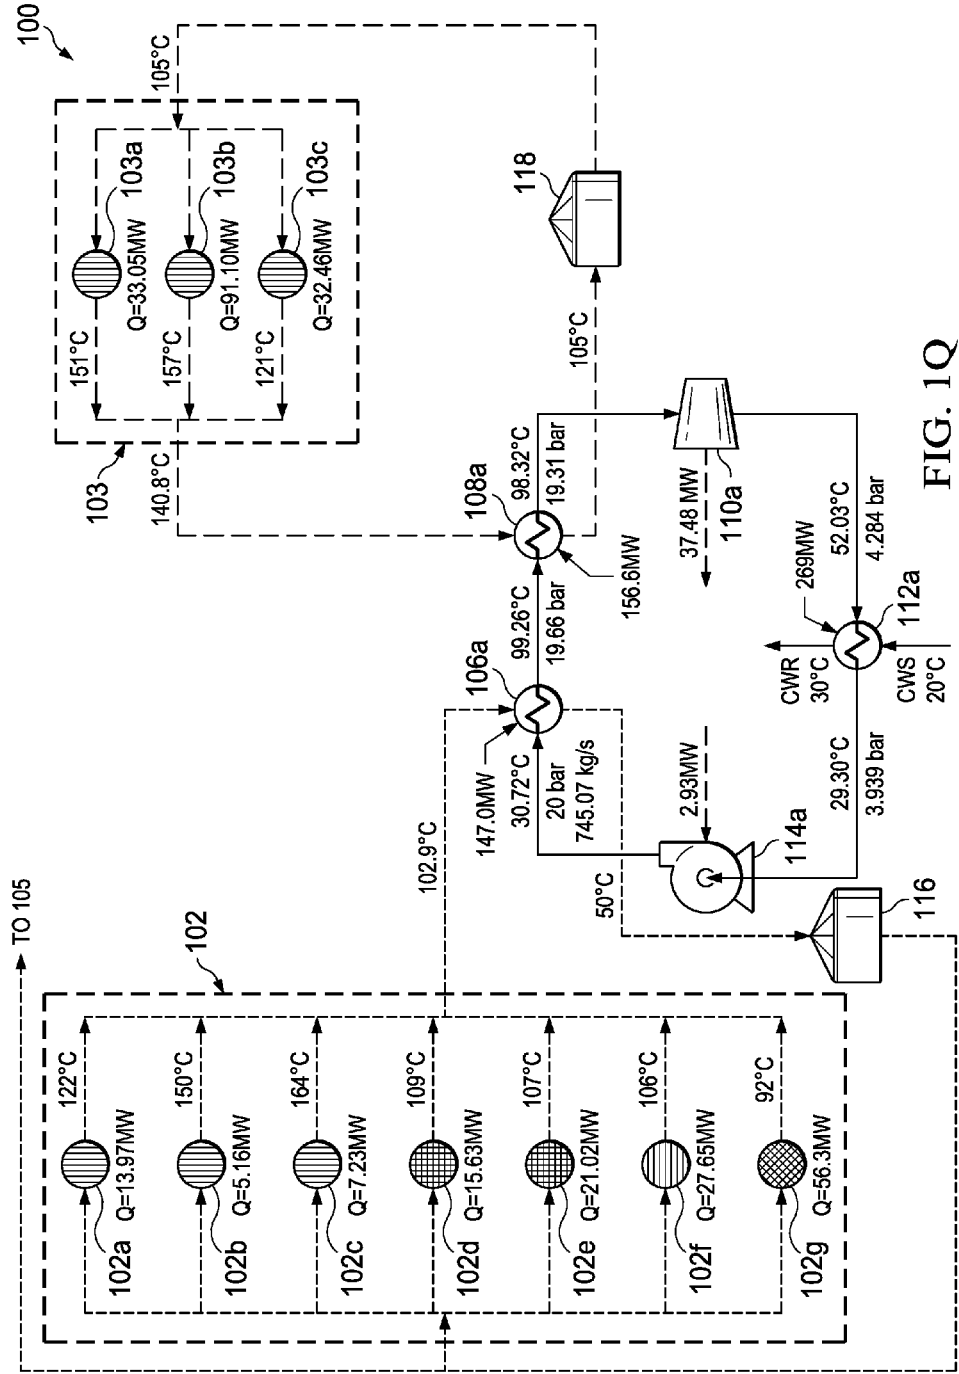 TO 105
102
122°C
102a
Q=13.97MW
150°C
102b
Q=5.16MW
164°C
102c
Q=7.23MW
109°C
102d
Q=15.63MW
107°C
102e
Q=21.02MW
106°C
102f
Q=27.65MW
92°C
102g
Q=56.3MW
102.9°C
147.0MW
106a
30.72°C
20 bar
745.07 kg/s
50°C
116
2.93MW
114a
29.30°C
3.939 bar
99.26°C
19.66 bar
108a
156.6MW
98.32°C
19.31 bar
37.48 MW
110a
52.03°C
4.284 bar
269MW
112a
CWR
30°C
CWS
20°C
103
140.8°C
151°C
103a
Q=33.05MW
157°C
103b
Q=91.10MW
121°C
103c
Q=32.46MW
105°C
118
105°C
100
FIG. 1Q